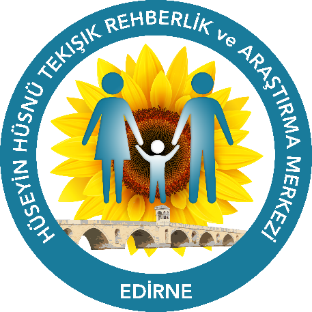 HÜSEYİN HÜSNÜ TEKIŞIK REHBERLİK ve ARAŞTIRMA MERKEZİ
EDİRNE